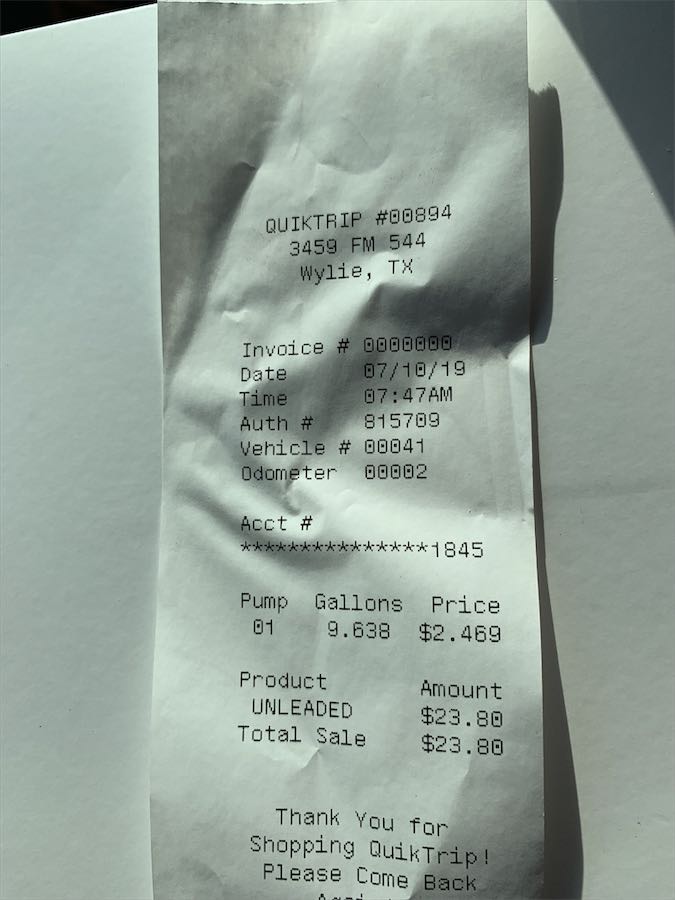 QUIKTRIP #00894
3459 FM 544
Wylie, TX
Invoice # 0000000
Date 07/10/19
Time 07:47AM
Auth # 815709
Vehicle # 00041
Odometer 00002
Acct #
***************1845
Pump Gallons Price
01 9.638 $2.469
Product Amount
UNLEADED $23.80
Total Sale $23.80
Thank You for
Shopping QuikTrip!
Please Come Back